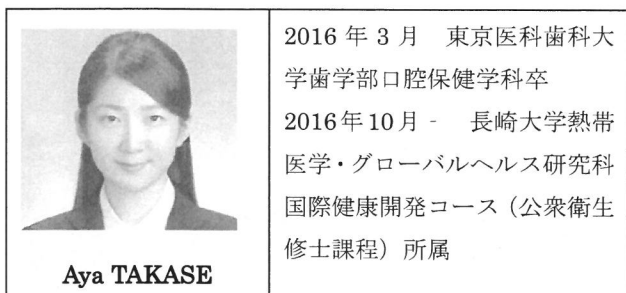 Aya TAKASE
2016 年 3 月　東京医科歯科大
学歯学部口腔保健学科卒
2016年10月 -　長崎大学熱帯
医学・グローバルヘルス研究科
国際健康開発コース（公衆衛生
修士課程）所属